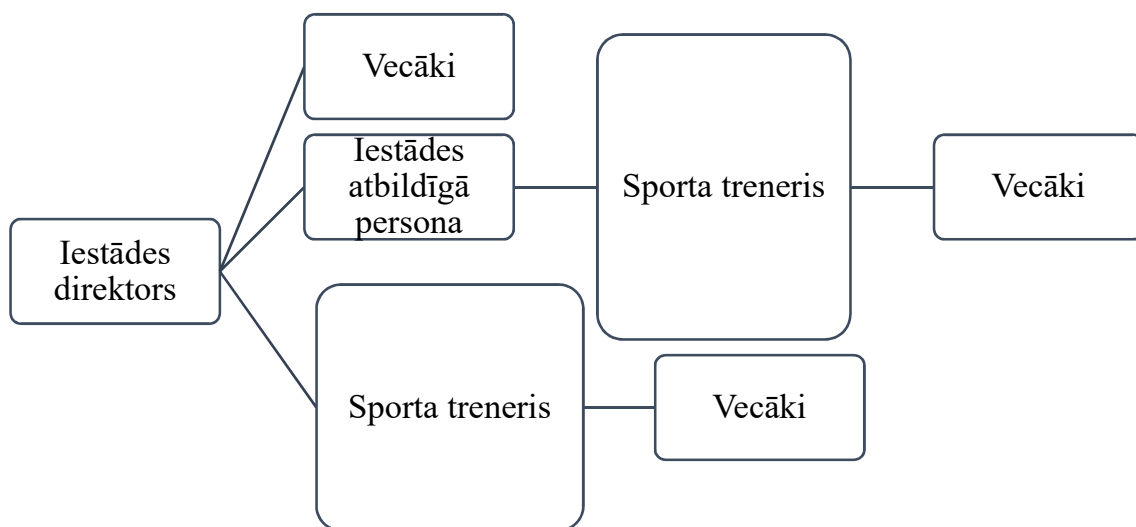 Vecāki
Iestādes
atbildīgā
persona
Sporta treneris
Vecāki
Iestādes
direktors
Sporta treneris
Vecāki